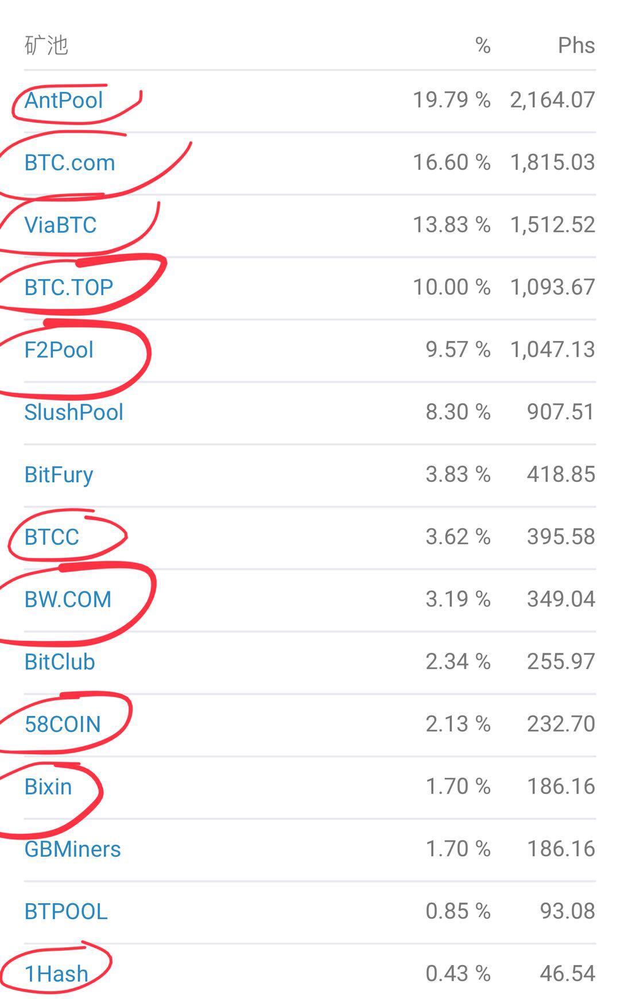 矿池 % Phs
AntPool 19.79 % 2,164.07
BTC.com 16.60 % 1,815.03
ViaBTC 13.83 % 1,512.52
BTC.TOP 10.00 % 1,093.67
F2Pool 9.57 % 1,047.13
SlushPool 8.30 % 907.51
BitFury 3.83 % 418.85
BTCC 3.62 % 395.58
BW.COM 3.19 % 349.04
BitClub 2.34 % 255.97
58COIN 2.13 % 232.70
Bixin 1.70 % 186.16
GBMiners 1.70 % 186.16
BTPOOL 0.85 % 93.08
1Hash 0.43 % 46.54